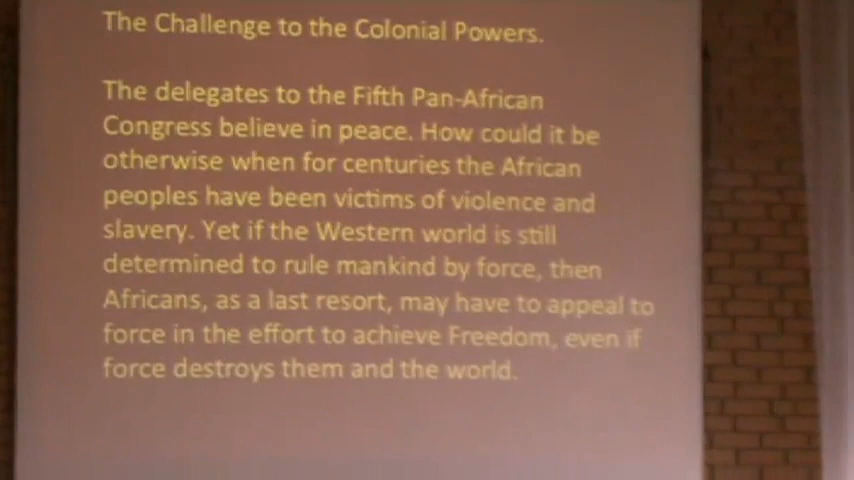 The Challenge to the Colonial Powers.
The delegates to the Fifth Pan-African
Congress believe in peace. How could it be
otherwise when for centuries the African
peoples have been victims of violence and
slavery. Yet if the Western world is still
determined to rule mankind by force, then
Africans, as a last resort, may have to appeal to
force in the effort to achieve Freedom, even if
force destroys them and the world.